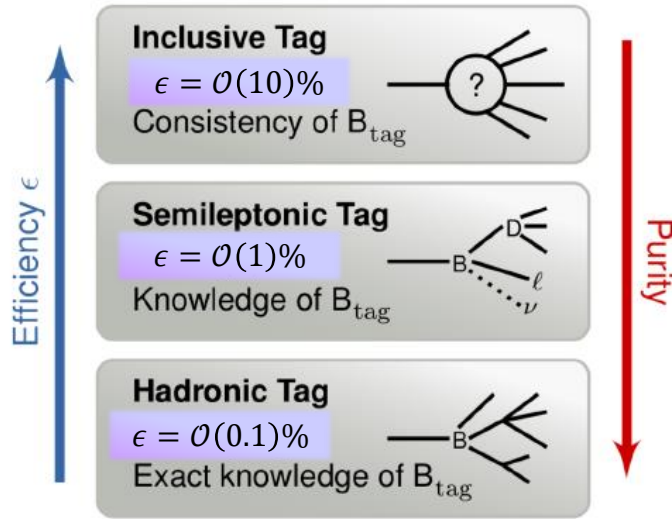 Inclusive Tag
ϵ = 𝒪(10)%
Consistency of B_tag
?
Semileptonic Tag
ϵ = 𝒪(1)%
Knowledge of B_tag
B
D
ℓ
ν
Hadronic Tag
ϵ = 𝒪(0.1)%
Exact knowledge of B_tag
B
Efficiency ϵ
Purity